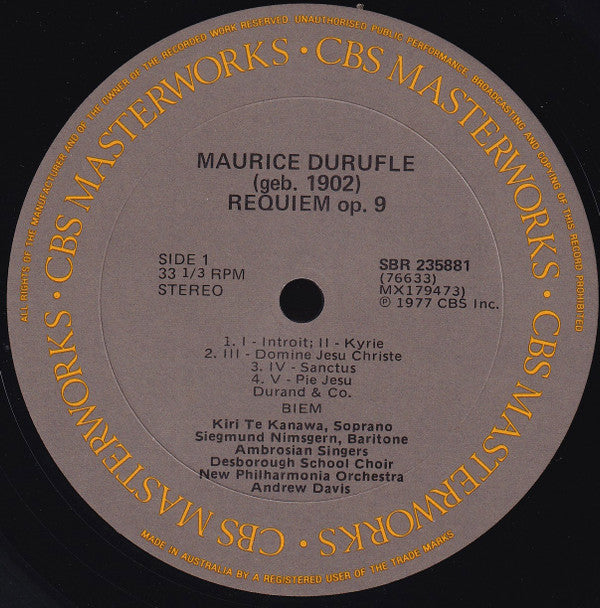 ALL RIGHTS OF THE MANUFACTURER AND OF THE OWNER OF THE RECORDED WORK RESERVED. UNAUTHORISED PUBLIC PERFORMANCE, BROADCASTING AND COPYING OF THIS RECORD PROHIBITED
CBS MASTERWORKS · CBS MASTERWORKS · CBS MASTERWORKS · CBS MASTERWORKS · CBS MASTERWORKS ·
MAURICE DURUFLE
(geb. 1902)
REQUIEM op. 9
SIDE 1
33 1/3 RPM
STEREO
SBR 235881
(76633)
MX179473)
℗ 1977 CBS Inc.
1. I - Introit; II - Kyrie
2. III - Domine Jesu Christe
3. IV - Sanctus
4. V - Pie Jesu
Durand & Co.
BIEM
Kiri Te Kanawa, Soprano
Siegmund Nimsgern, Baritone
Ambrosian Singers
Desborough School Choir
New Philharmonia Orchestra
Andrew Davis
MADE IN AUSTRALIA BY A REGISTERED USER OF THE TRADE MARKS